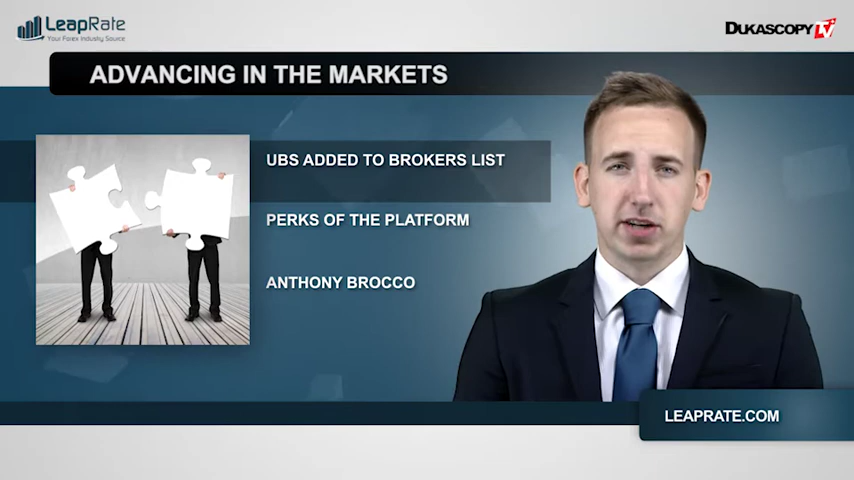 LeapRate
Your Forex Industry Source
DUKASCOPY TV
ADVANCING IN THE MARKETS
UBS ADDED TO BROKERS LIST
PERKS OF THE PLATFORM
ANTHONY BROCCO
LEAPRATE.COM